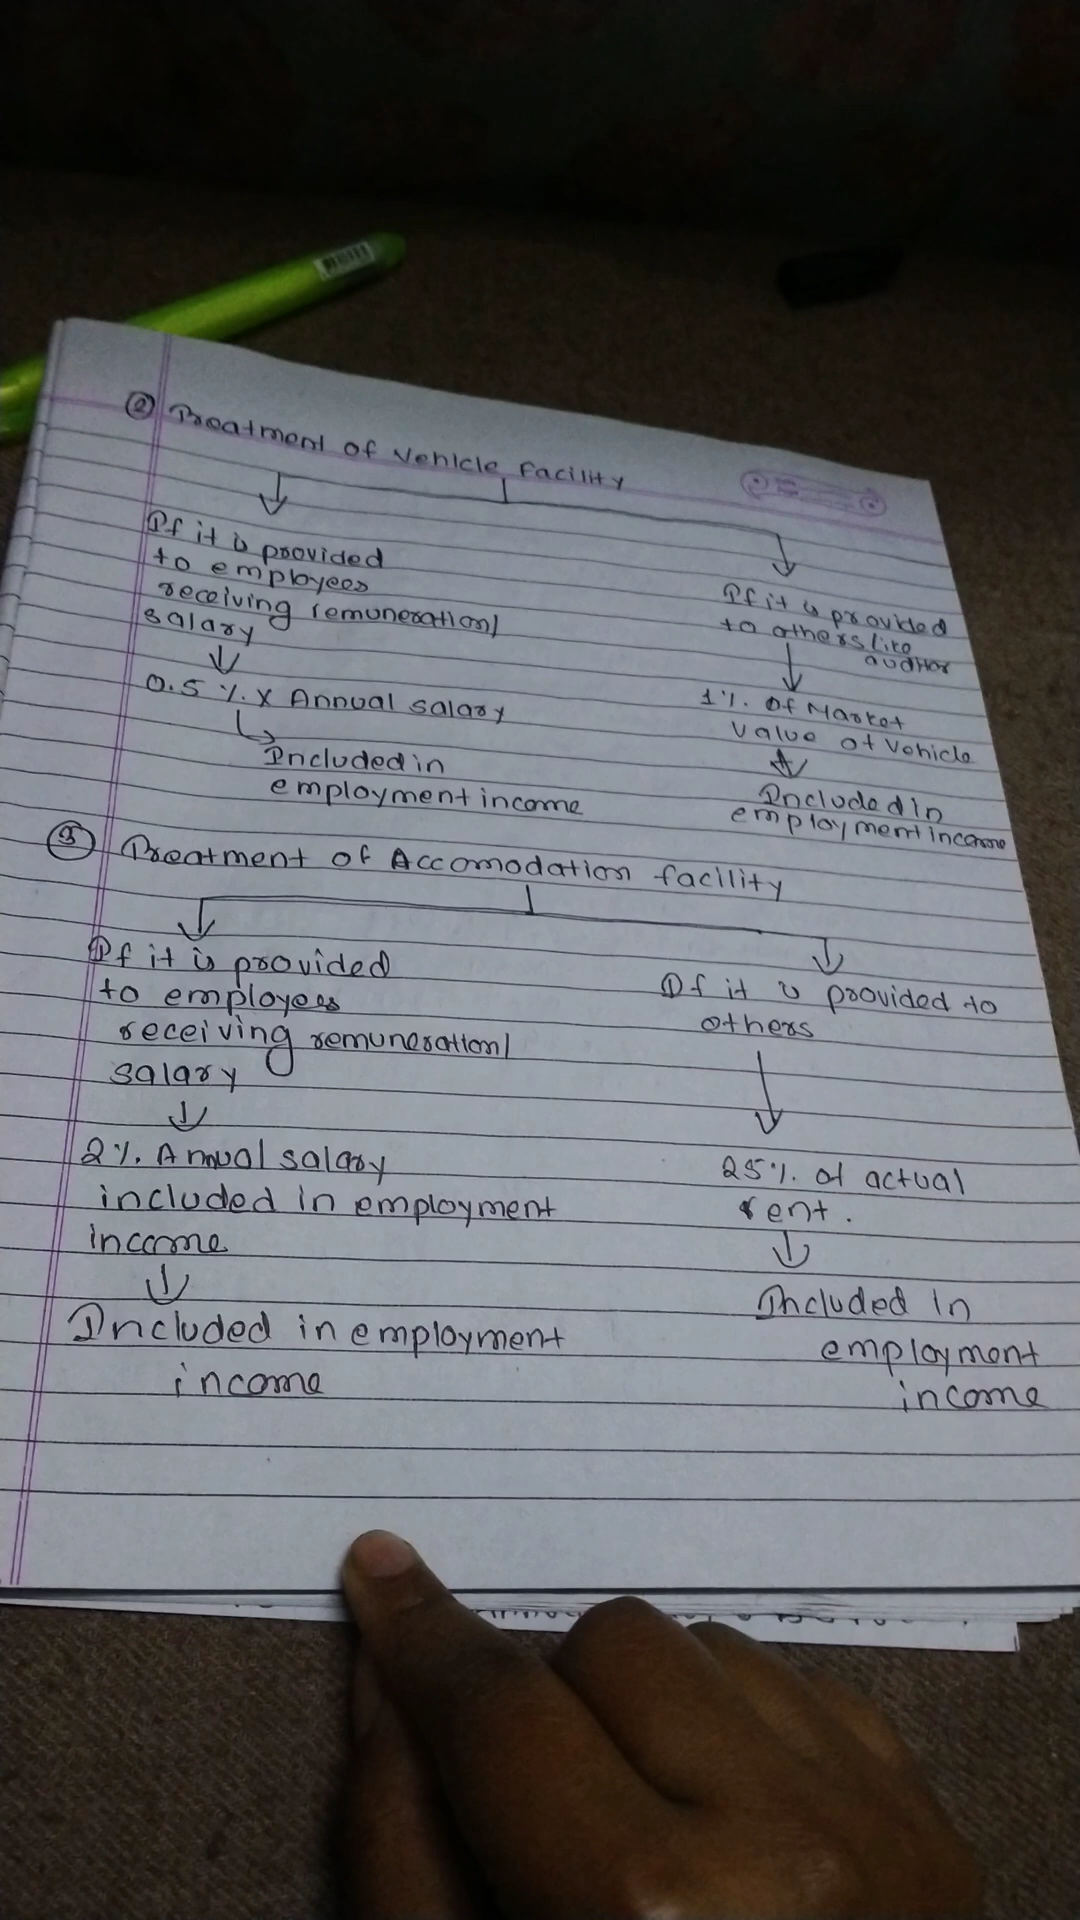 ② Treatment of vehicle facility
If it is provided
to employees
receiving remuneration/
salary
↓
0.5 % x Annual salary
↳ Included in
employment income
If it is provided
to others like
auditor
↓
1% of Market
value of vehicle
↓
Included in
employment income
③ Treatment of Accomodation facility
If it is provided
to employees
receiving remuneration/
salary
↓
2% Annual salary
included in employment
income
↓
Included in employment
income
If it is provided to
others
↓
25% of actual
rent.
↓
Included in
employment
income